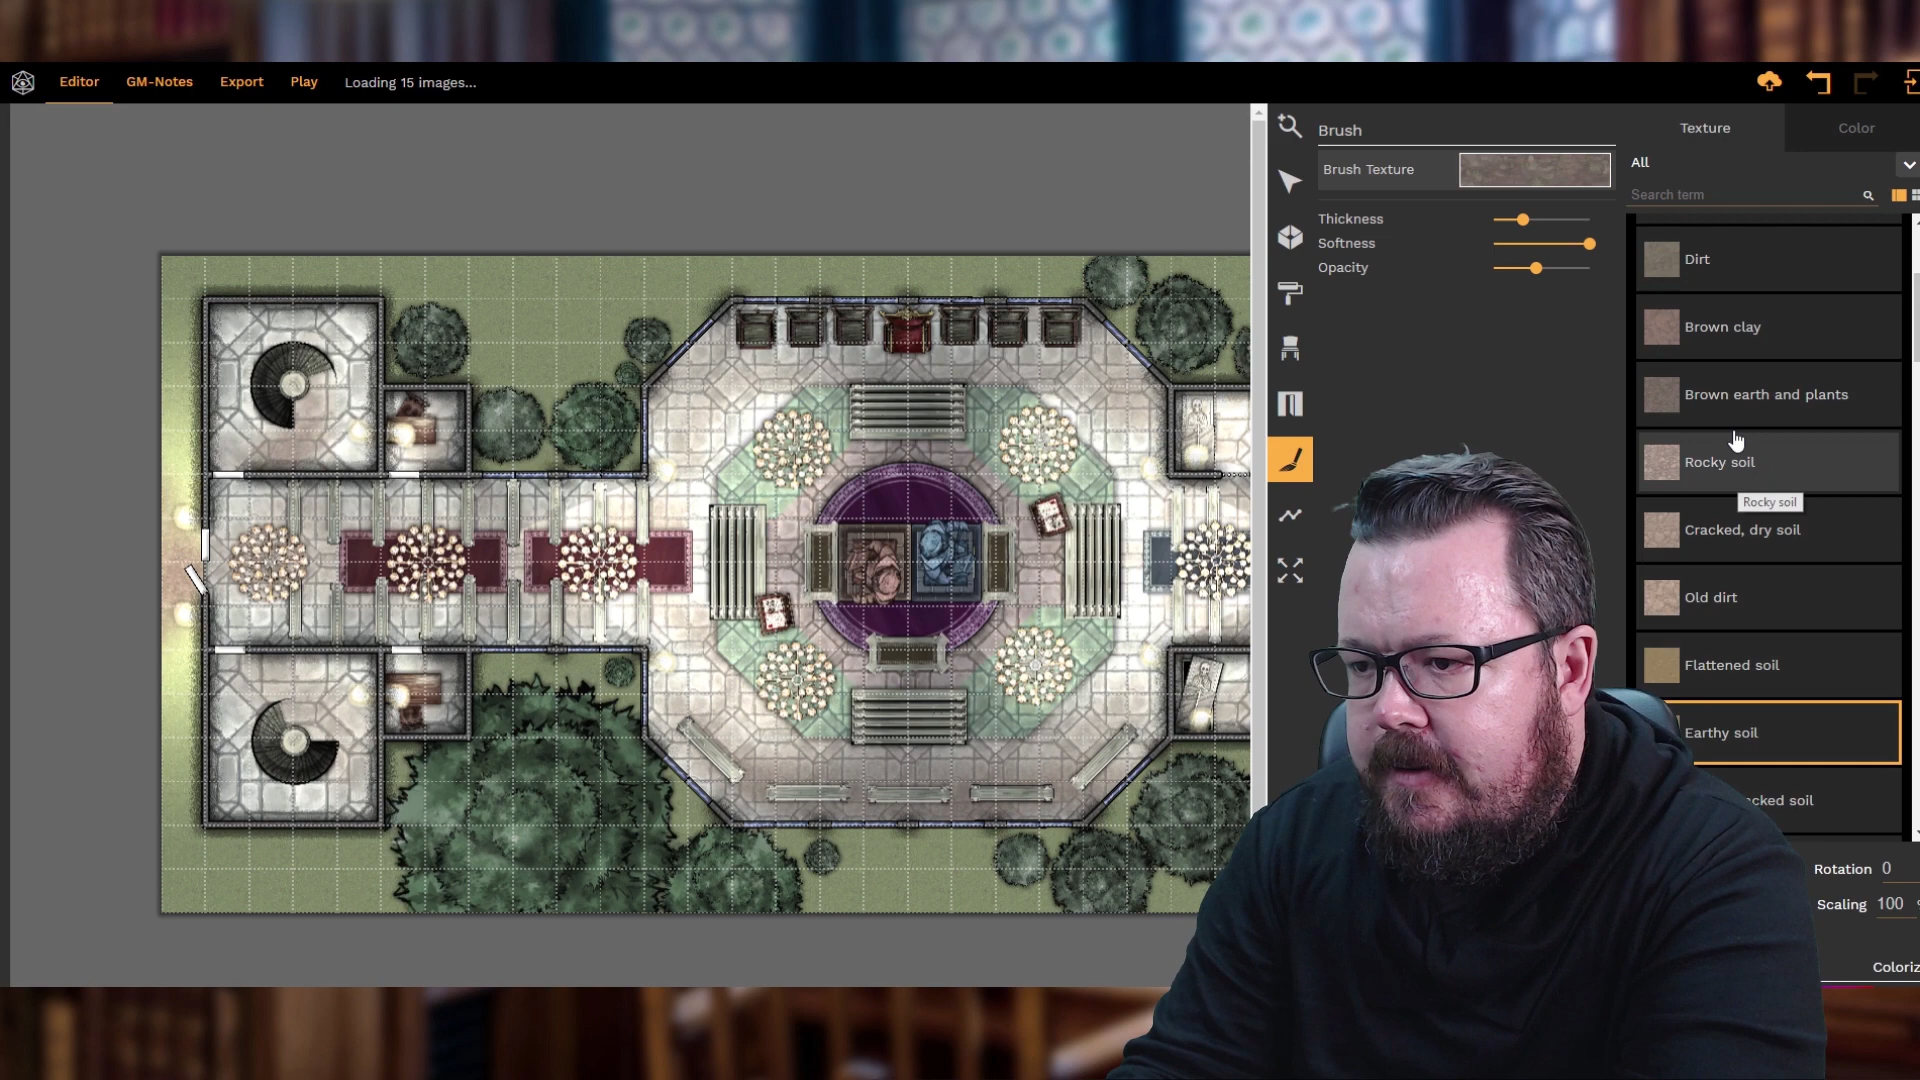 Editor
GM-Notes
Export
Play
Loading 15 images...
Brush
Texture
Color
Brush Texture
All
Search term
Thickness
Softness
Opacity
Dirt
Brown clay
Brown earth and plants
Rocky soil
Rocky soil
Cracked, dry soil
Old dirt
Flattened soil
Earthy soil
soil
Rotation 0
Scaling 100